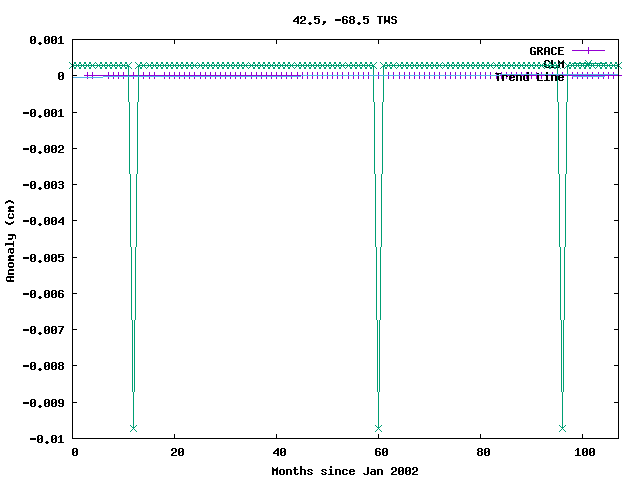 42.5, -68.5 TWS
0.001
0
-0.001
-0.002
-0.003
-0.004
-0.005
-0.006
-0.007
-0.008
-0.009
-0.01
Anomaly (cm)
GRACE
CLM
Trend Line
0 20 40 60 80 100
Months since Jan 2002